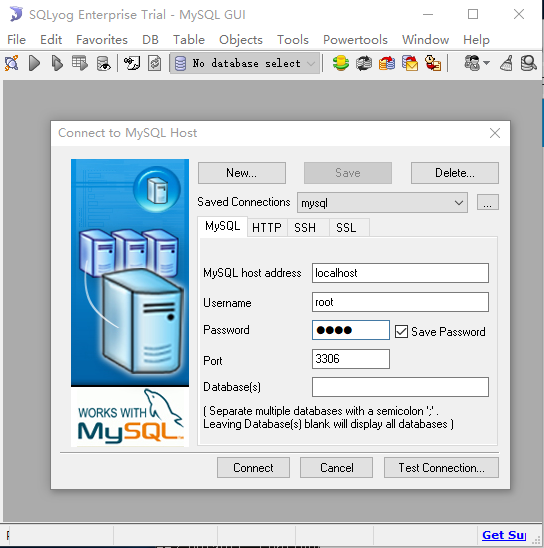 SQLyog Enterprise Trial - MySQL GUI
File Edit Favorites DB Table Objects Tools Powertools Window Help
No database select
Connect to MySQL Host
New... Save Delete...
Saved Connections mysql ...
MySQL HTTP SSH SSL
MySQL host address localhost
Username root
Password ●●●● Save Password
Port 3306
Database(s)
( Separate multiple databases with a semicolon ';' .
Leaving Database(s) blank will display all databases )
WORKS WITH
MySQL
Connect Cancel Test Connection...
Get Su